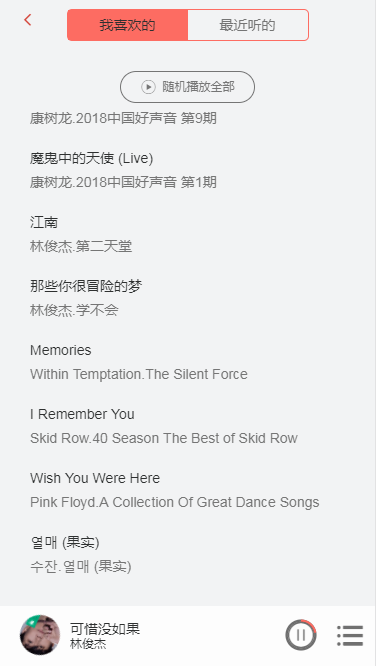 我喜欢的
最近听的
随机播放全部
康树龙.2018中国好声音 第9期
魔鬼中的天使 (Live)
康树龙.2018中国好声音 第1期
江南
林俊杰.第二天堂
那些你很冒险的梦
林俊杰.学不会
Memories
Within Temptation.The Silent Force
I Remember You
Skid Row.40 Season The Best of Skid Row
Wish You Were Here
Pink Floyd.A Collection Of Great Dance Songs
열매 (果实)
수잔.열매 (果实)
可惜没如果
林俊杰